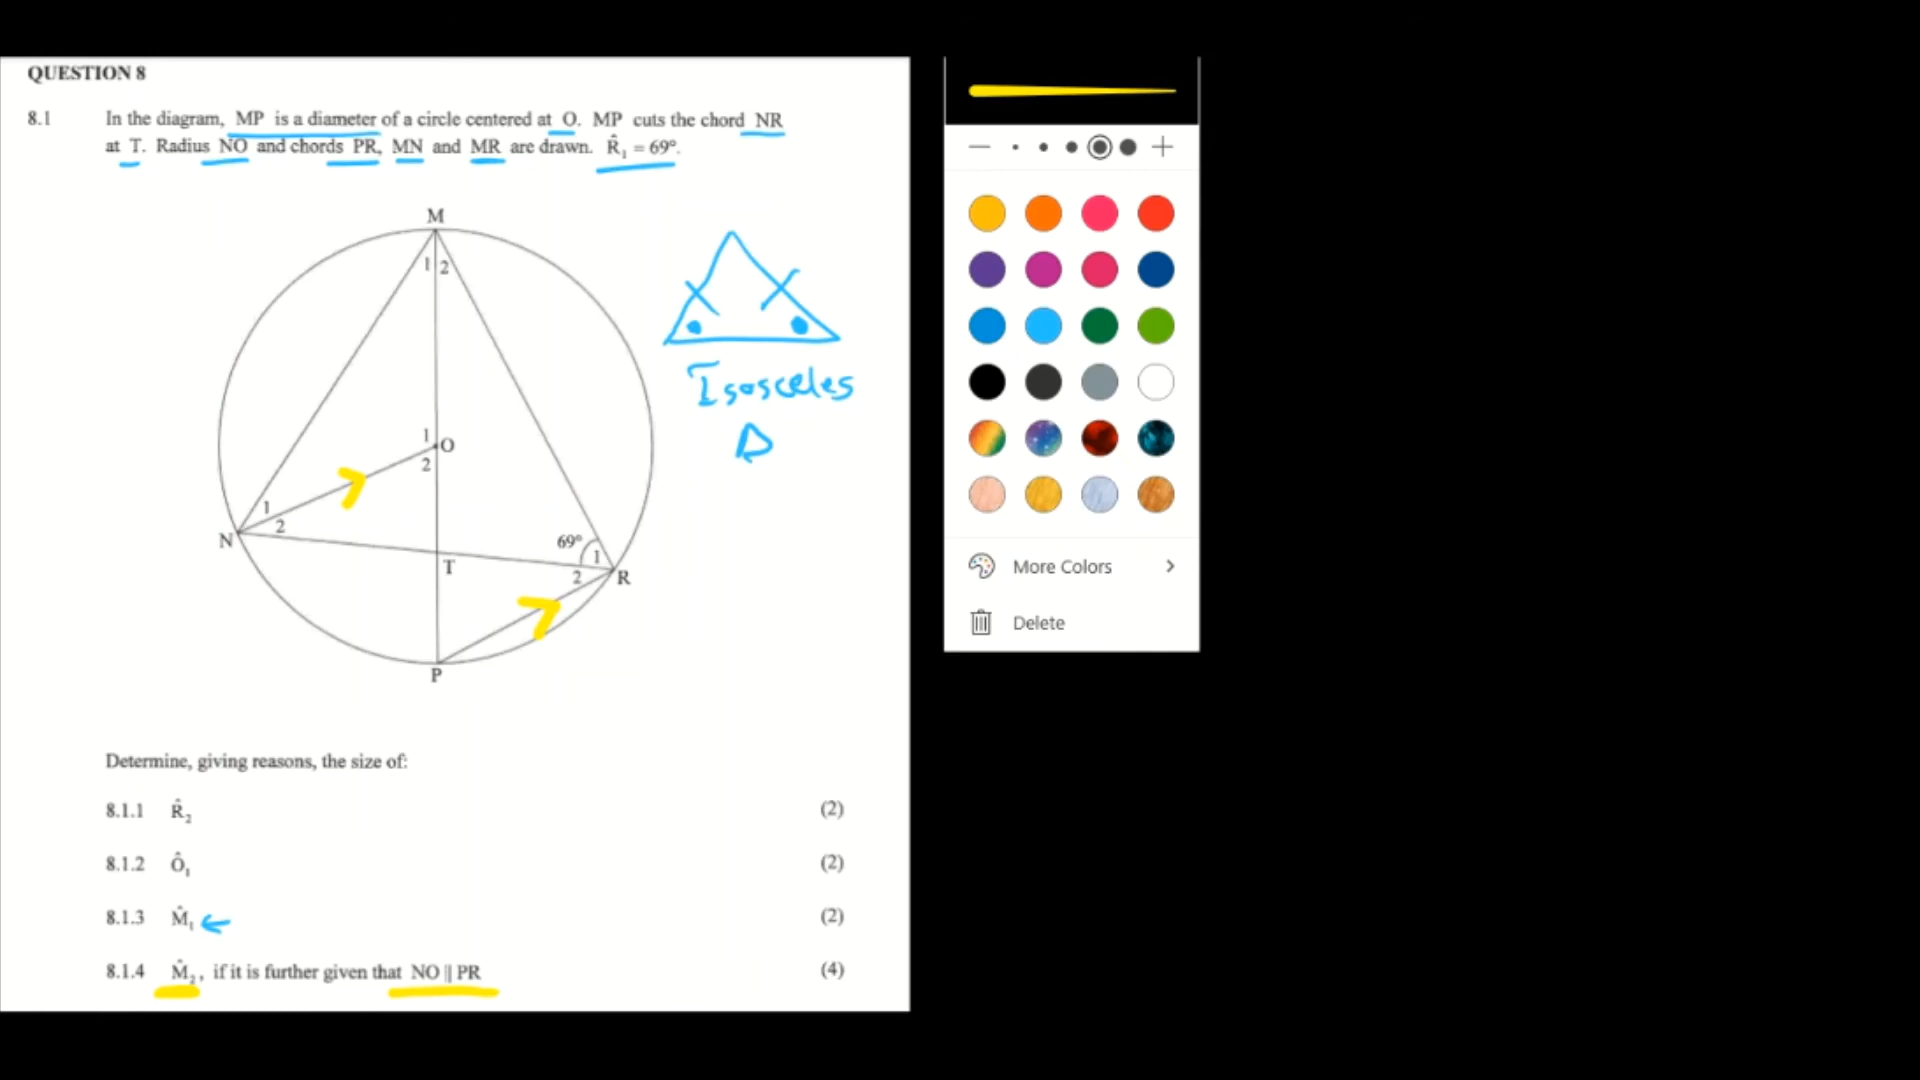 QUESTION 8
8.1 In the diagram, MP is a diameter of a circle centered at O. MP cuts the chord NR
at T. Radius NO and chords PR, MN and MR are drawn. R̂₁ = 69°.
M
1 2
Isosceles
1
O
2
1
2
N
69°
1
T
2
R
P
Determine, giving reasons, the size of:
8.1.1 R̂₂ (2)
8.1.2 Ô₁ (2)
8.1.3 M̂₁ (2)
8.1.4 M̂₂, if it is further given that NO || PR (4)
More Colors
Delete